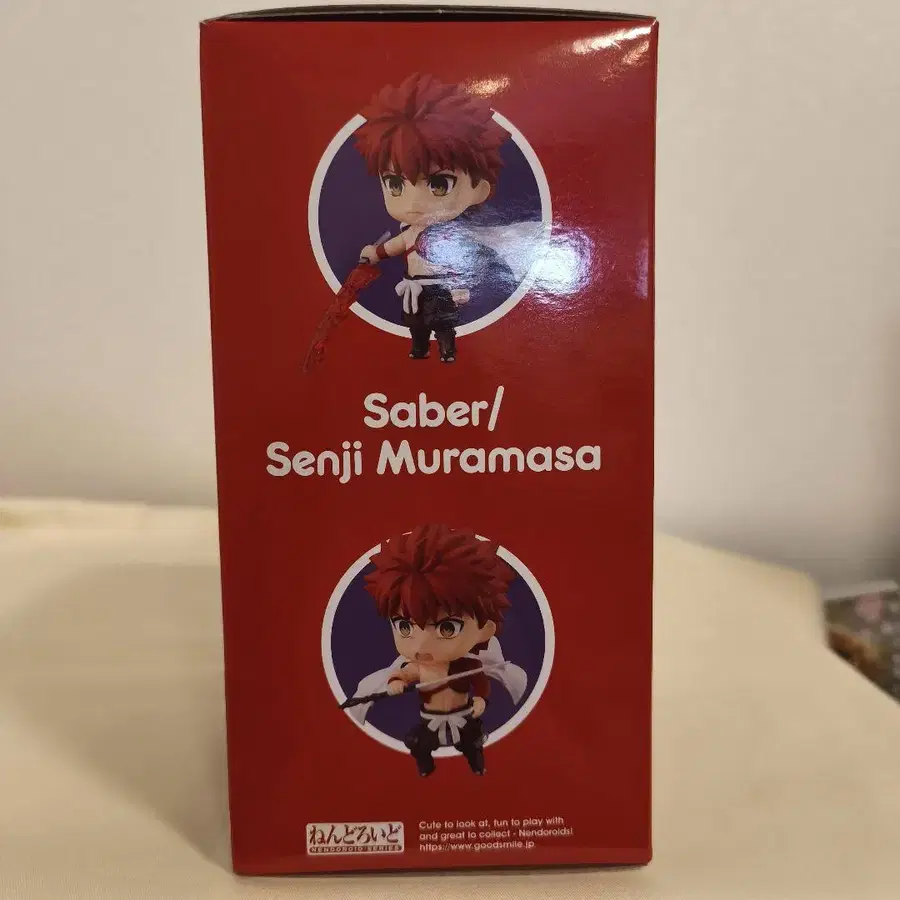 Saber/
Senji Muramasa
ねんどろいど
NENDOROID SERIES
Cute to look at, fun to play with
and great to collect - Nendoroids!
https://www.goodsmile.jp